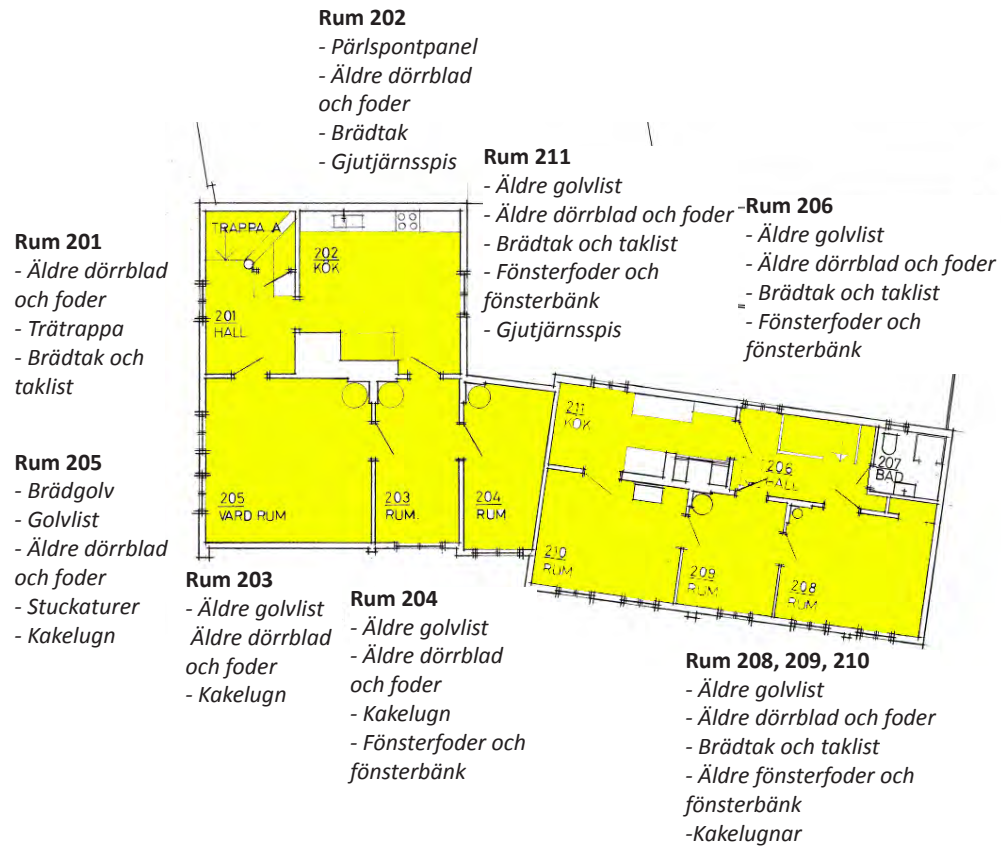 Rum 202
- Pärlspontpanel
- Äldre dörrblad
och foder
- Brädtak
- Gjutjärnsspis
Rum 211
- Äldre golvlist
- Äldre dörrblad och foder
- Brädtak och taklist
- Fönsterfoder och
fönsterbänk
- Gjutjärnsspis
Rum 206
- Äldre golvlist
- Äldre dörrblad och foder
- Brädtak och taklist
- Fönsterfoder och
fönsterbänk
Rum 201
- Äldre dörrblad
och foder
- Trätrappa
- Brädtak och
taklist
TRAPPA A
202
KÖK
201
HALL
211
KÖK
206
HALL
207
BAD
205
VARD RUM
203
RUM
204
RUM
210
RUM
209
RUM
208
RUM
Rum 205
- Brädgolv
- Golvlist
- Äldre dörrblad
och foder
- Stuckaturer
- Kakelugn
Rum 203
- Äldre golvlist
Äldre dörrblad
och foder
- Kakelugn
Rum 204
- Äldre golvlist
- Äldre dörrblad
och foder
- Kakelugn
- Fönsterfoder och
fönsterbänk
Rum 208, 209, 210
- Äldre golvlist
- Äldre dörrblad och foder
- Brädtak och taklist
- Äldre fönsterfoder och
fönsterbänk
-Kakelugnar